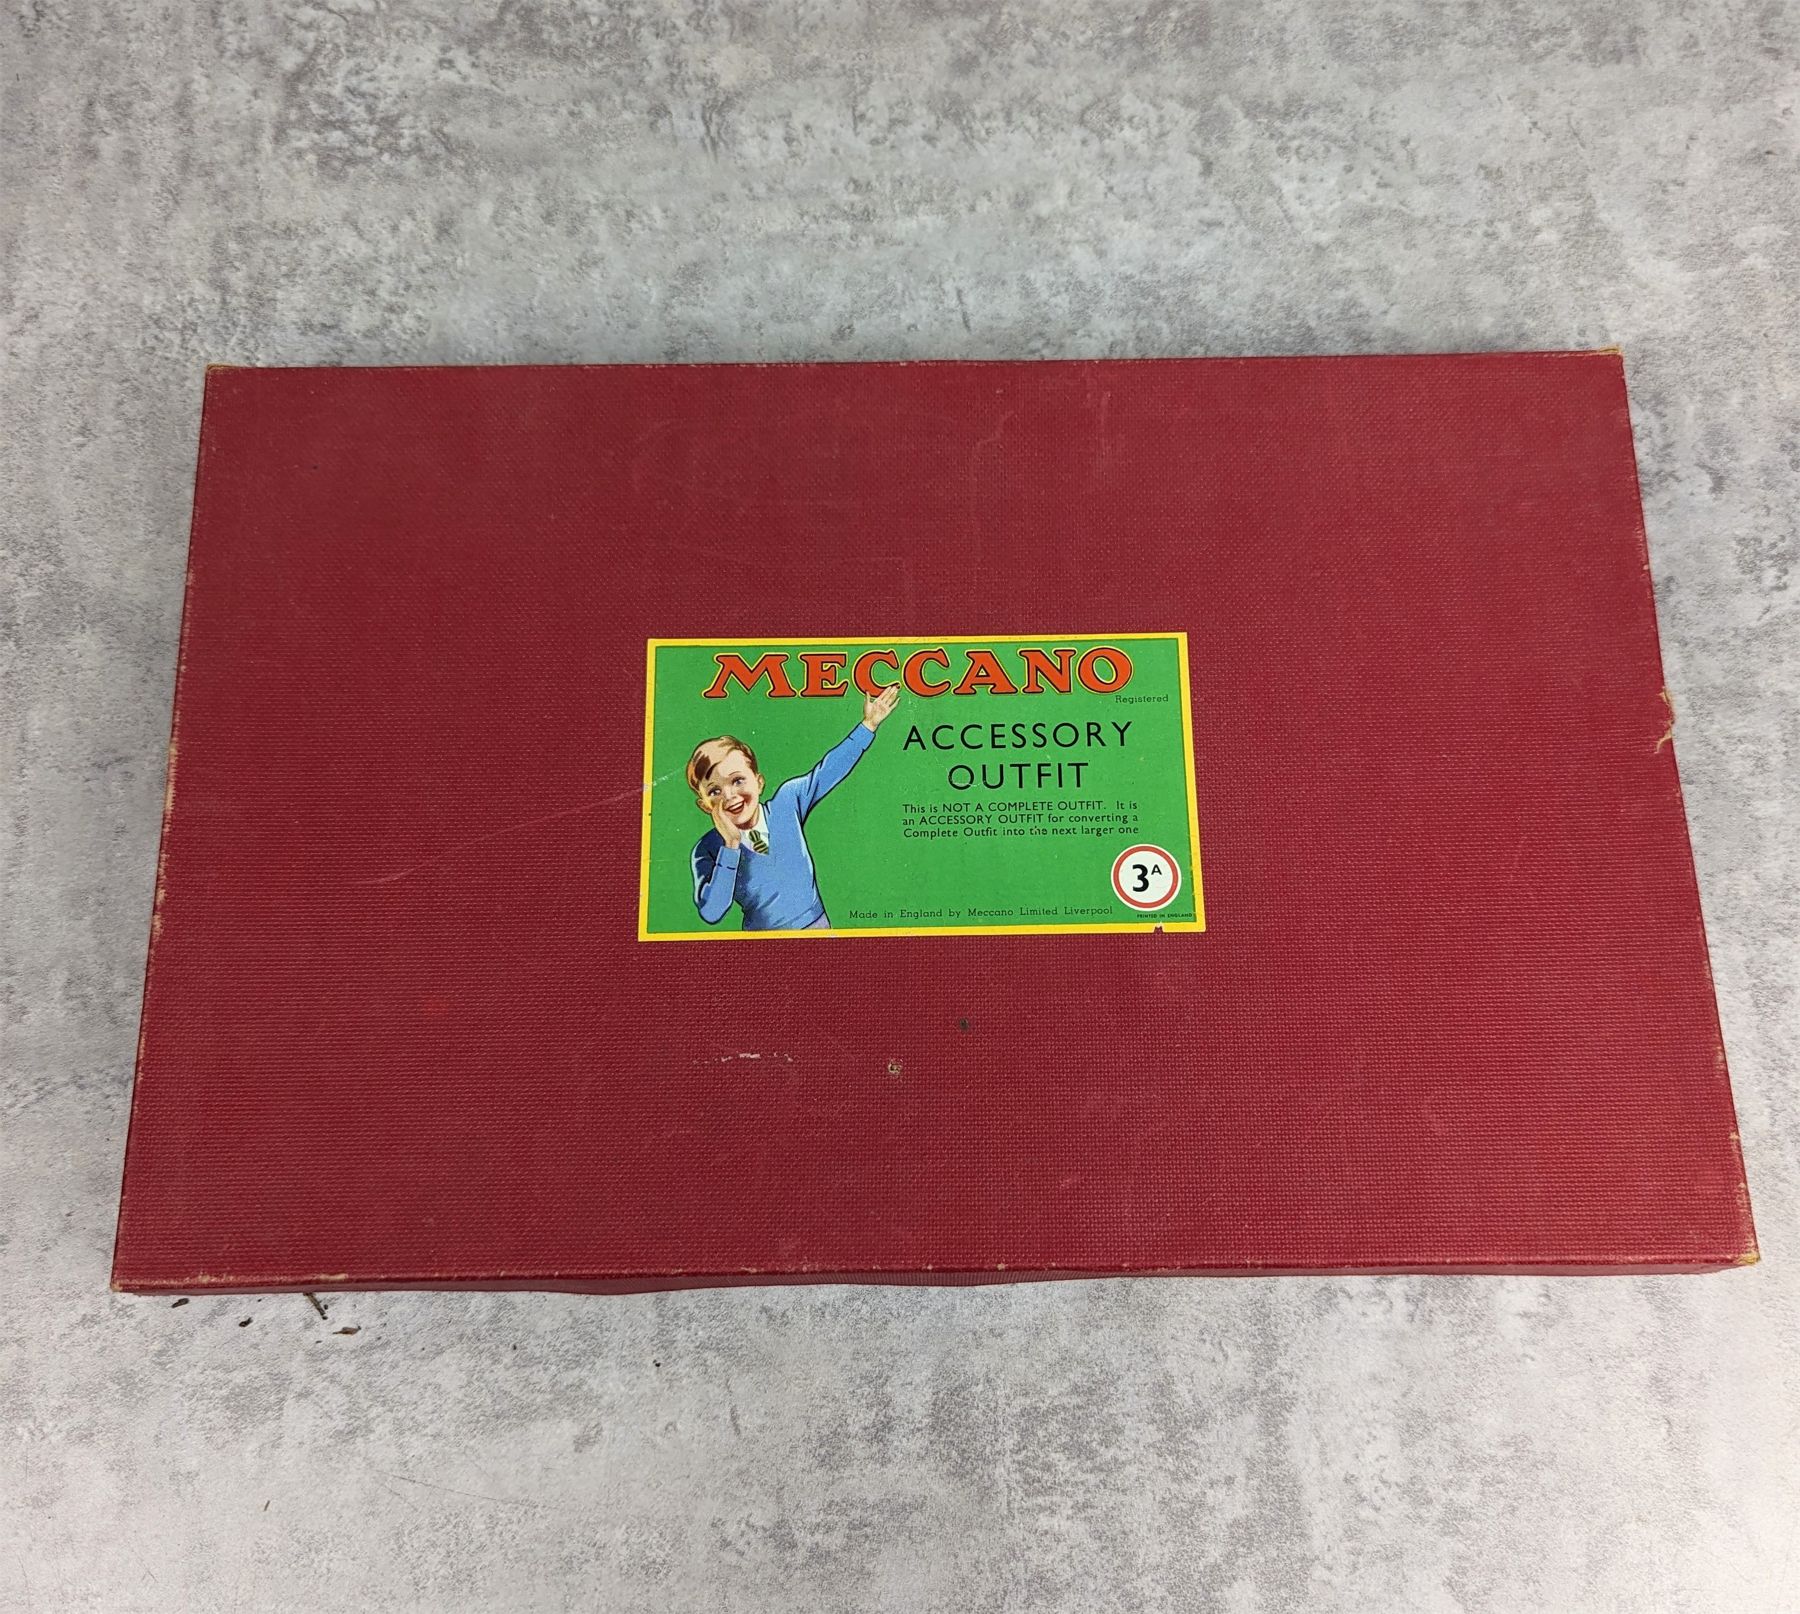 MECCANO
Registered
ACCESSORY
OUTFIT
This is NOT A COMPLETE OUTFIT. It is
an ACCESSORY OUTFIT for converting a
Complete Outfit into the next larger one
3A
Made in England by Meccano Limited Liverpool
PRINTED IN ENGLAND